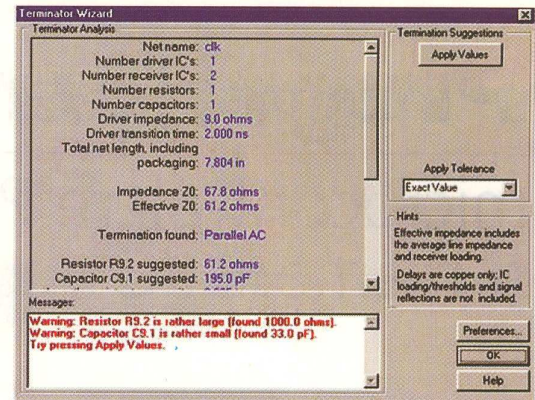 Terminator Wizard
Terminator Analysis
Net name: clk
Number driver IC's: 1
Number receiver IC's: 2
Number resistors: 1
Number capacitors: 1
Driver impedance: 9.0 ohms
Driver transition time: 2.000 ns
Total net length, including
packaging: 7.804 in
Impedance Z0: 67.8 ohms
Effective Z0: 61.2 ohms
Termination found: Parallel AC
Resistor R9.2 suggested: 61.2 ohms
Capacitor C9.1 suggested: 195.0 pF
Messages:
Warning: Resistor R9.2 is rather large (found 1000.0 ohms).
Warning: Capacitor C9.1 is rather small (found 33.0 pF).
Try pressing Apply Values.
Termination Suggestions
Apply Values
Apply Tolerance
Exact Value
Hints
Effective impedance includes
the average line impedance
and receiver loading.
Delays are copper only; IC
loading/thresholds and signal
reflections are not included.
Preferences...
OK
Help